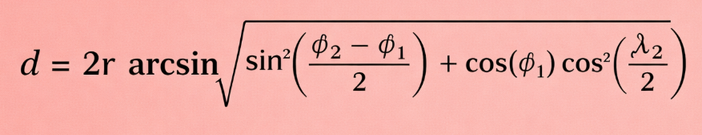 d = 2r arcsin√(sin²((ϕ₂ − ϕ₁)/2) + cos(ϕ₁) cos²(λ₂/2))